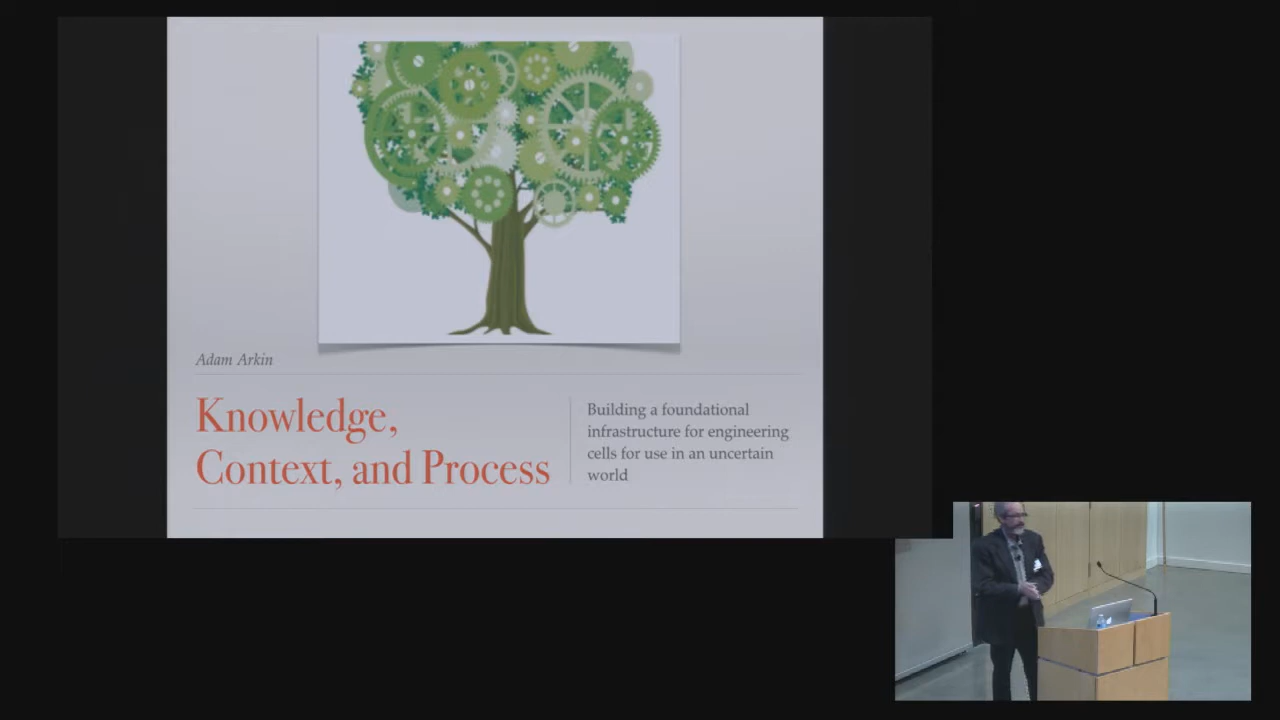 Adam Arkin
Knowledge,
Context, and Process
Building a foundational
infrastructure for engineering
cells for use in an uncertain
world